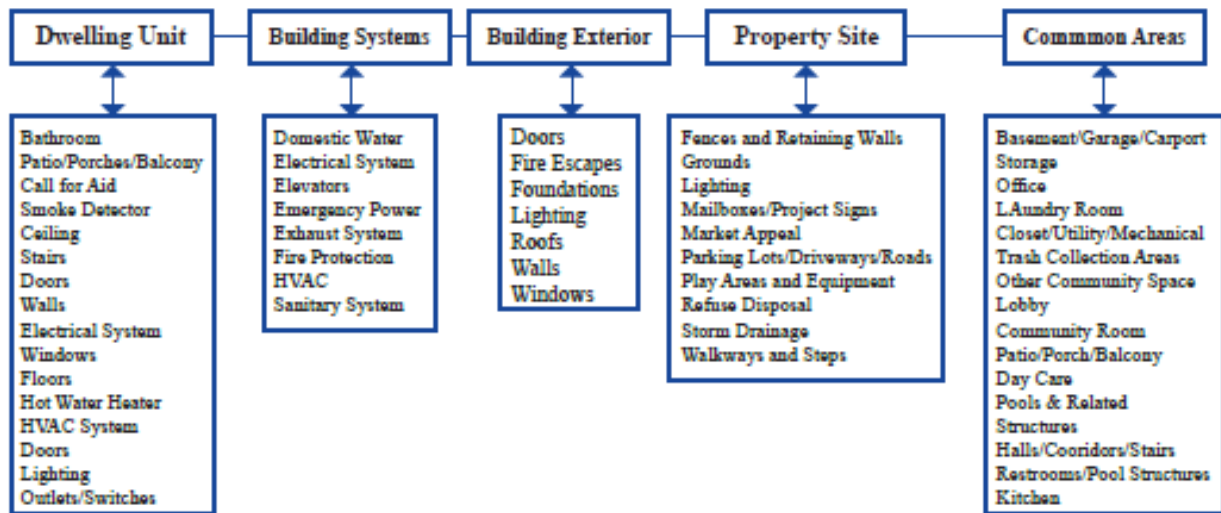 Dwelling Unit
Building Systems
Building Exterior
Property Site
Commmon Areas
Bathroom
Patio/Porches/Balcony
Call for Aid
Smoke Detector
Ceiling
Stairs
Doors
Walls
Electrical System
Windows
Floors
Hot Water Heater
HVAC System
Doors
Lighting
Outlets/Switches
Domestic Water
Electrical System
Elevators
Emergency Power
Exhaust System
Fire Protection
HVAC
Sanitary System
Doors
Fire Escapes
Foundations
Lighting
Roofs
Walls
Windows
Fences and Retaining Walls
Grounds
Lighting
Mailboxes/Project Signs
Market Appeal
Parking Lots/Driveways/Roads
Play Areas and Equipment
Refuse Disposal
Storm Drainage
Walkways and Steps
Basement/Garage/Carport
Storage
Office
LAundry Room
Closet/Utility/Mechanical
Trash Collection Areas
Other Community Space
Lobby
Community Room
Patio/Porch/Balcony
Day Care
Pools & Related
Structures
Halls/Cooridors/Stairs
Restrooms/Pool Structures
Kitchen